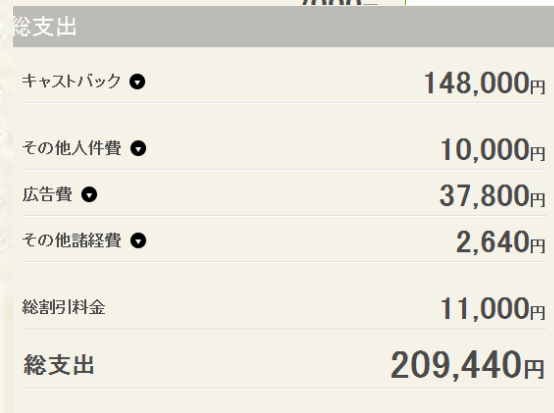 総支出
キャストバック 148,000円
その他人件費 10,000円
広告費 37,800円
その他諸経費 2,640円
総割引料金 11,000円
総支出 209,440円